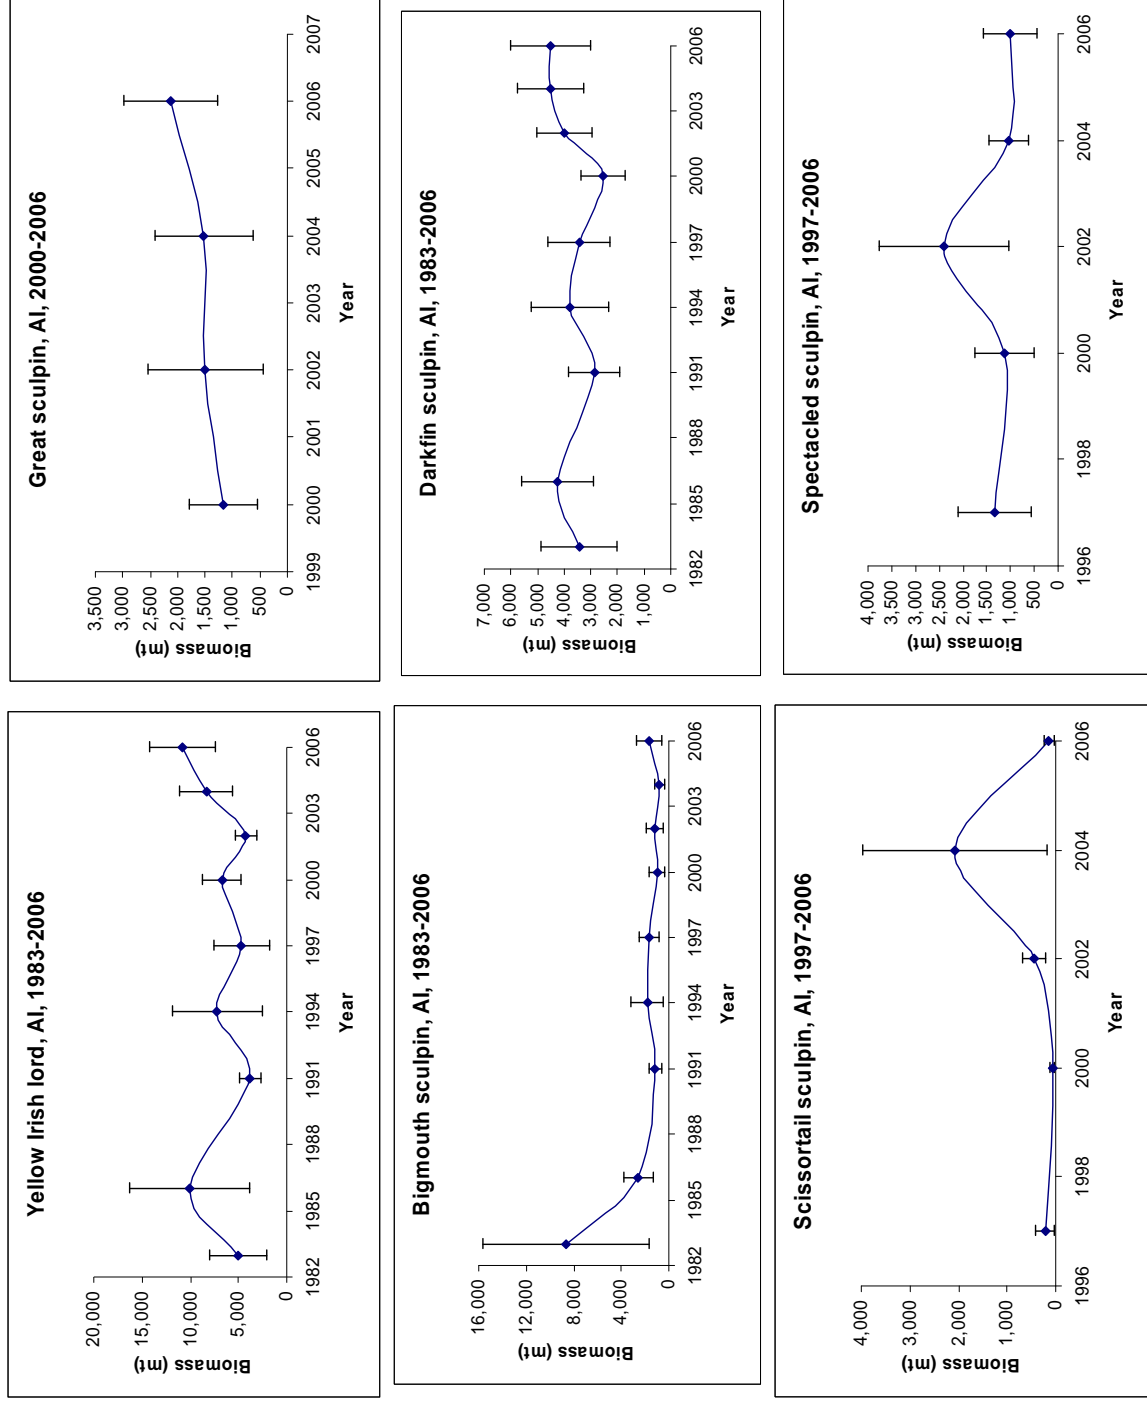 Yellow Irish lord, AI, 1983-2006
20,000
15,000
10,000
5,000
0
Biomass (mt)
1982 1985 1988 1991 1994 1997 2000 2003 2006
Year
Great sculpin, AI, 2000-2006
3,500
3,000
2,500
2,000
1,500
1,000
500
0
Biomass (mt)
1999 2000 2001 2002 2003 2004 2005 2006 2007
Year
Bigmouth sculpin, AI, 1983-2006
16,000
12,000
8,000
4,000
0
Biomass (mt)
1982 1985 1988 1991 1994 1997 2000 2003 2006
Year
Darkfin sculpin, AI, 1983-2006
7,000
6,000
5,000
4,000
3,000
2,000
1,000
0
Biomass (mt)
1982 1985 1988 1991 1994 1997 2000 2003 2006
Year
Scissortail sculpin, AI, 1997-2006
4,000
3,000
2,000
1,000
0
Biomass (mt)
1996 1998 2000 2002 2004 2006
Year
Spectacled sculpin, AI, 1997-2006
4,000
3,500
3,000
2,500
2,000
1,500
1,000
500
0
Biomass (mt)
1996 1998 2000 2002 2004 2006
Year